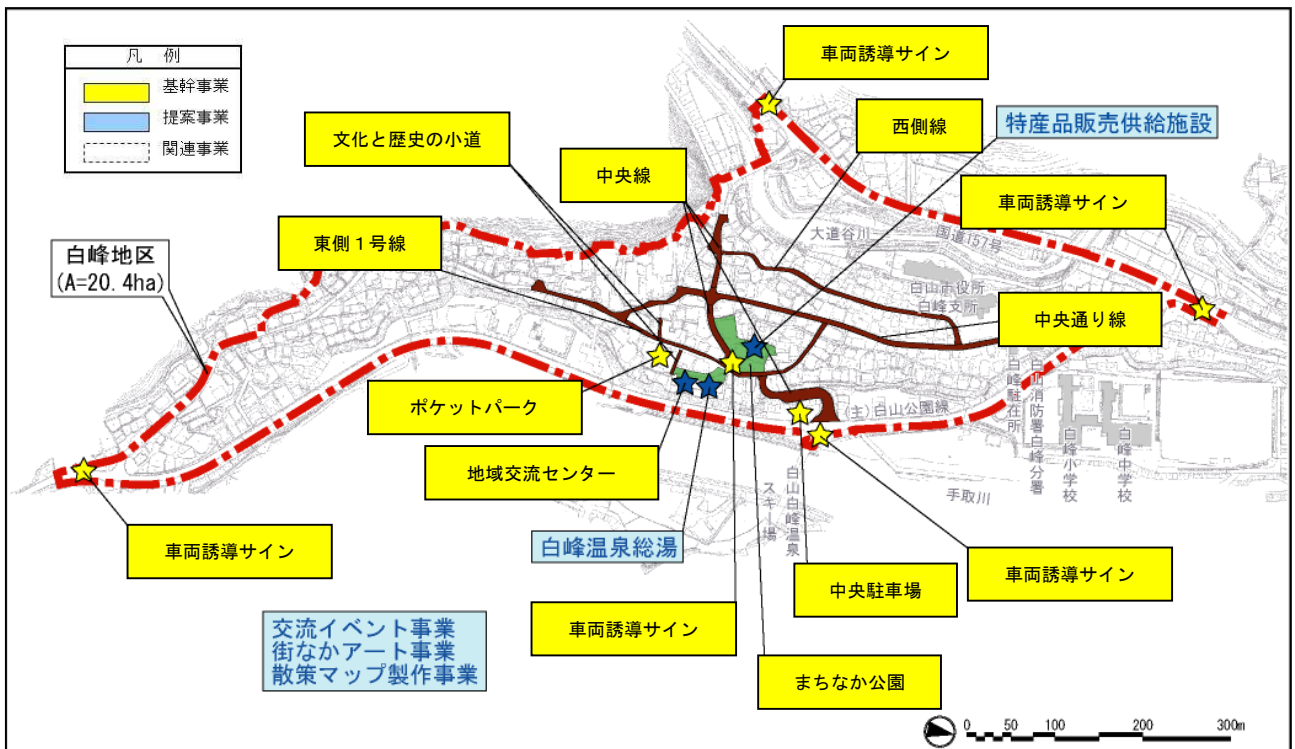 凡 例
基幹事業
提案事業
関連事業
車両誘導サイン
西側線
特産品販売供給施設
文化と歴史の小道
中央線
車両誘導サイン
東側1号線
大道谷川
国道157号
白峰地区
(A=20.4ha)
白山市役所
白峰支所
中央通り線
ポケットパーク
(主)白山公園線
白峰駐在所
白山消防署白峰分署
白峰小学校
白峰中学校
地域交流センター
手取川
白山白峰温泉
スキー場
車両誘導サイン
白峰温泉総湯
車両誘導サイン
中央駐車場
交流イベント事業
街なかアート事業
散策マップ製作事業
車両誘導サイン
まちなか公園
0 50 100 200 300m